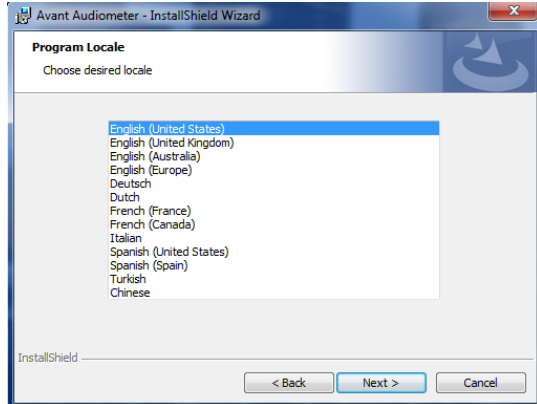 Avant Audiometer - InstallShield Wizard
Program Locale
Choose desired locale
English (United States)
English (United Kingdom)
English (Australia)
English (Europe)
Deutsch
Dutch
French (France)
French (Canada)
Italian
Spanish (United States)
Spanish (Spain)
Turkish
Chinese
InstallShield
< Back Next > Cancel